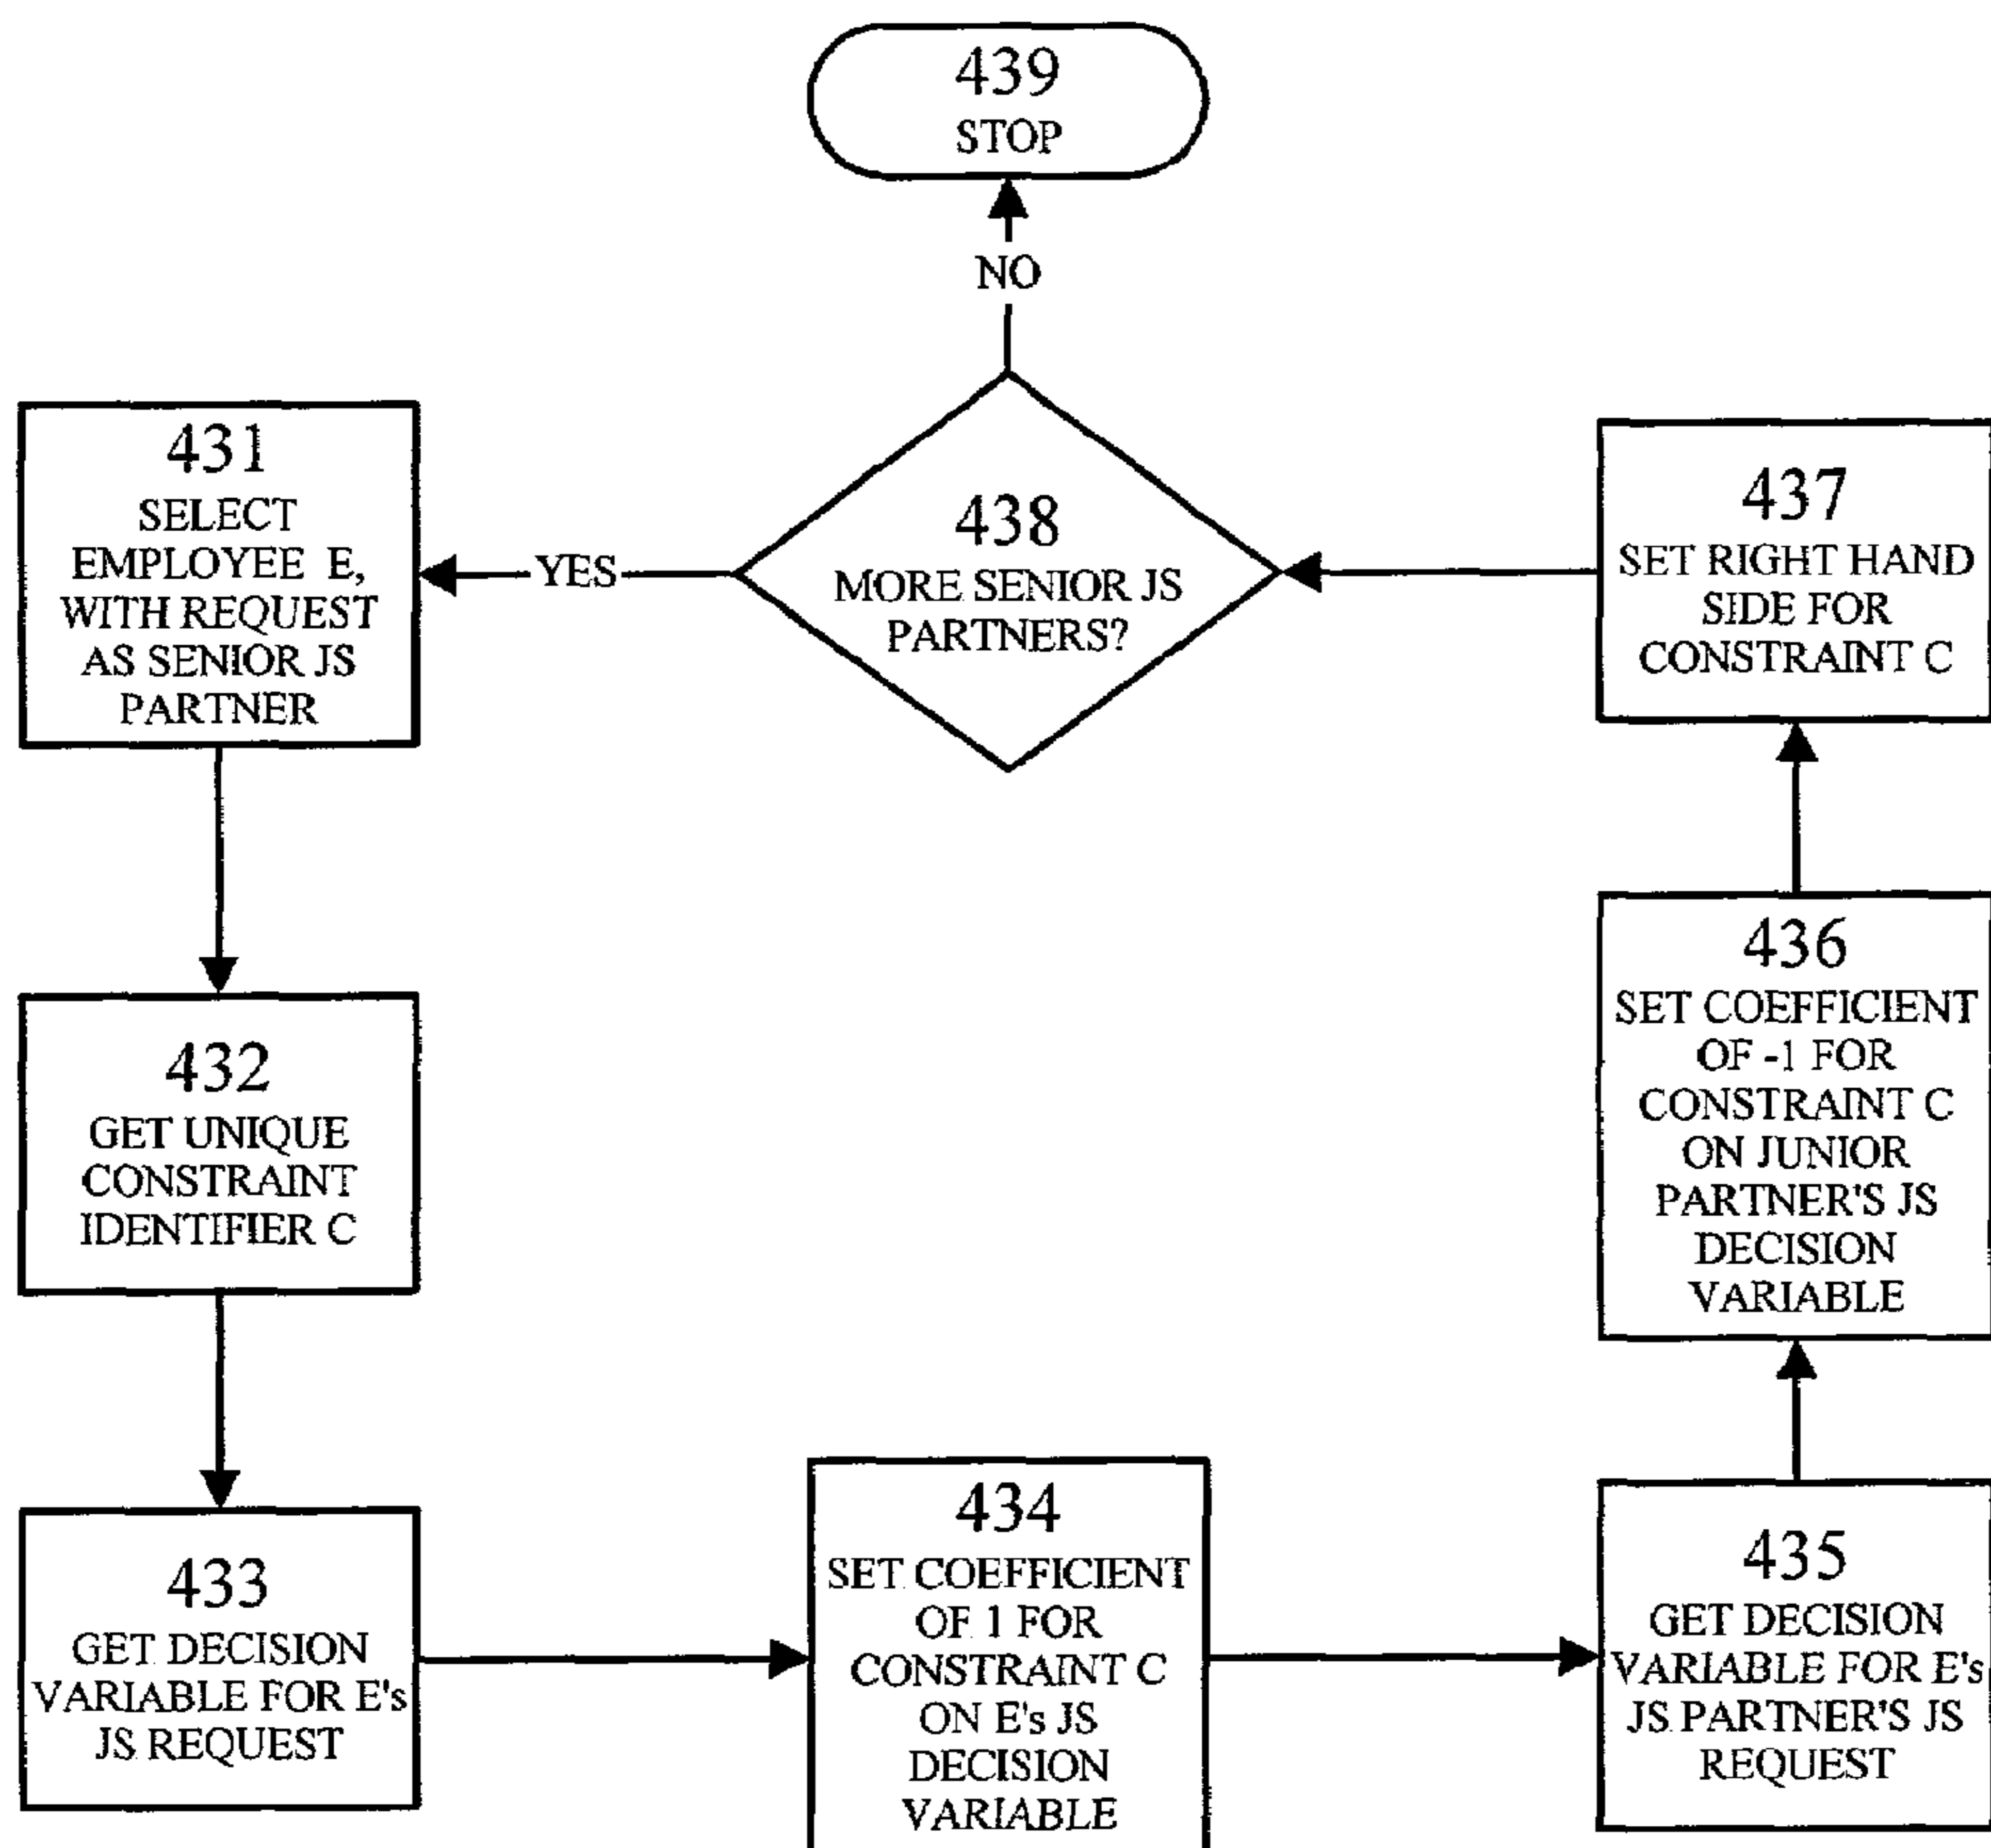 439
STOP
NO
431
SELECT
EMPLOYEE E,
WITH REQUEST
AS SENIOR JS
PARTNER
YES
438
MORE SENIOR JS
PARTNERS?
437
SET RIGHT HAND
SIDE FOR
CONSTRAINT C
432
GET UNIQUE
CONSTRAINT
IDENTIFIER C
436
SET COEFFICIENT
OF -1 FOR
CONSTRAINT C
ON JUNIOR
PARTNER'S JS
DECISION
VARIABLE
433
GET DECISION
VARIABLE FOR E's
JS REQUEST
434
SET COEFFICIENT
OF 1 FOR
CONSTRAINT C
ON E's JS
DECISION
VARIABLE
435
GET DECISION
VARIABLE FOR E's
JS PARTNER'S JS
REQUEST